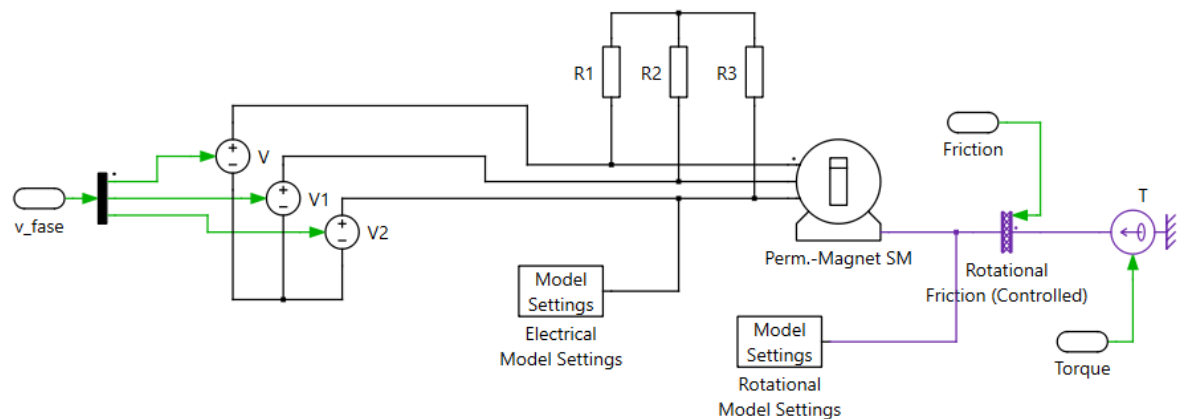 R1
R2
R3
V
V1
V2
v_fase
Perm.-Magnet SM
Friction
T
Rotational
Friction (Controlled)
Torque
Model
Settings
Electrical
Model Settings
Model
Settings
Rotational
Model Settings